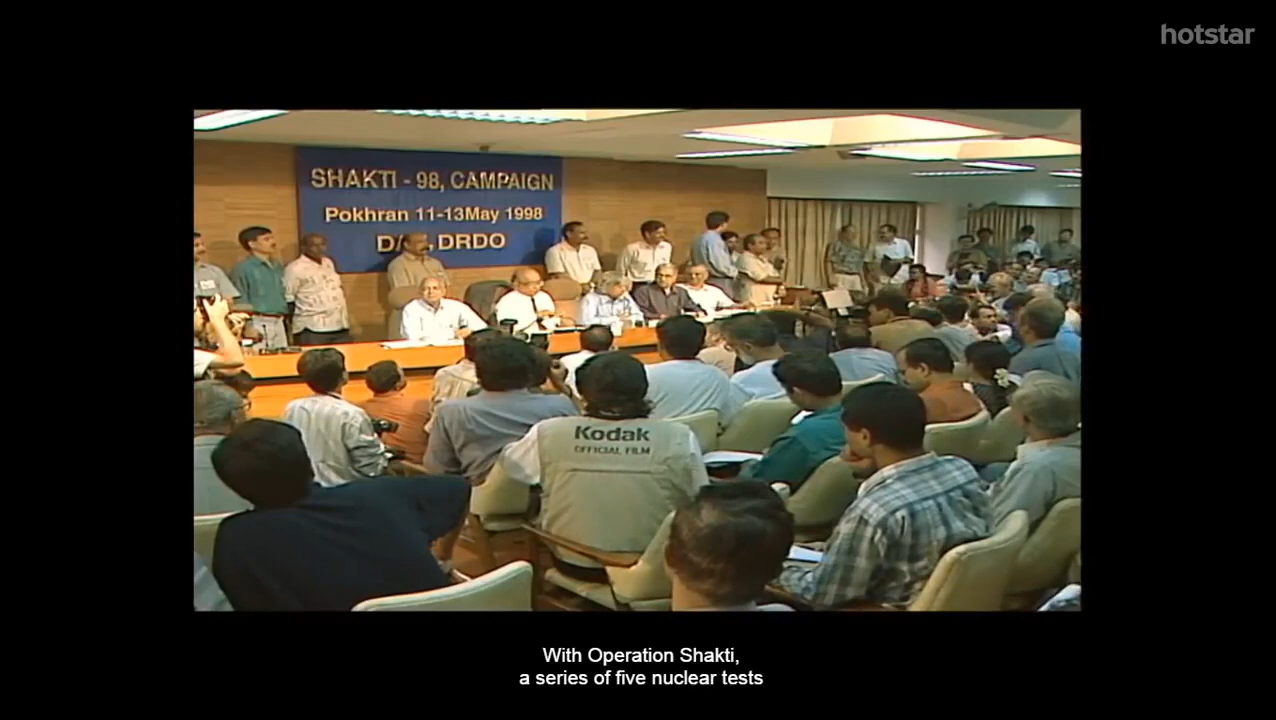 hotstar
SHAKTI - 98, CAMPAIGN
Pokhran 11-13May 1998
DRDO
Kodak
OFFICIAL FILM
With Operation Shakti,
a series of five nuclear tests